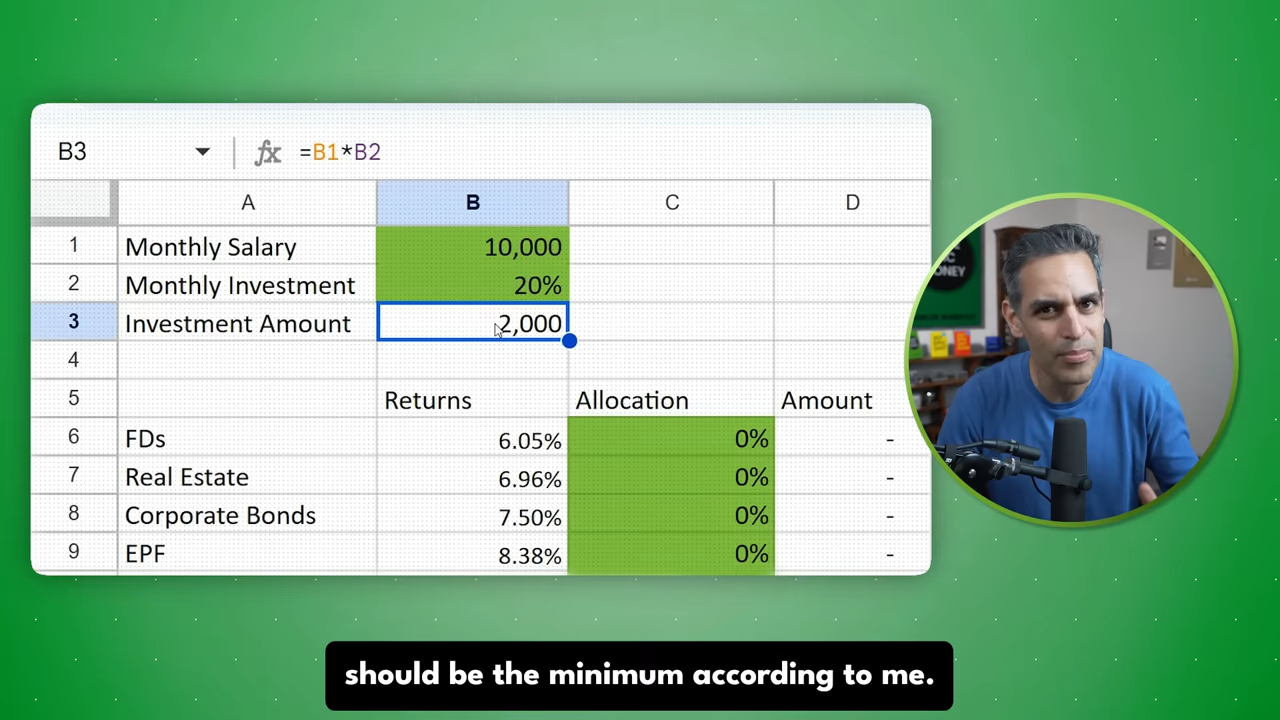 B3 fx =B1*B2
A B C D
1 Monthly Salary 10,000
2 Monthly Investment 20%
3 Investment Amount 2,000
4
5 Returns Allocation Amount
6 FDs 6.05% 0% -
7 Real Estate 6.96% 0% -
8 Corporate Bonds 7.50% 0% -
9 EPF 8.38% 0% -
should be the minimum according to me.